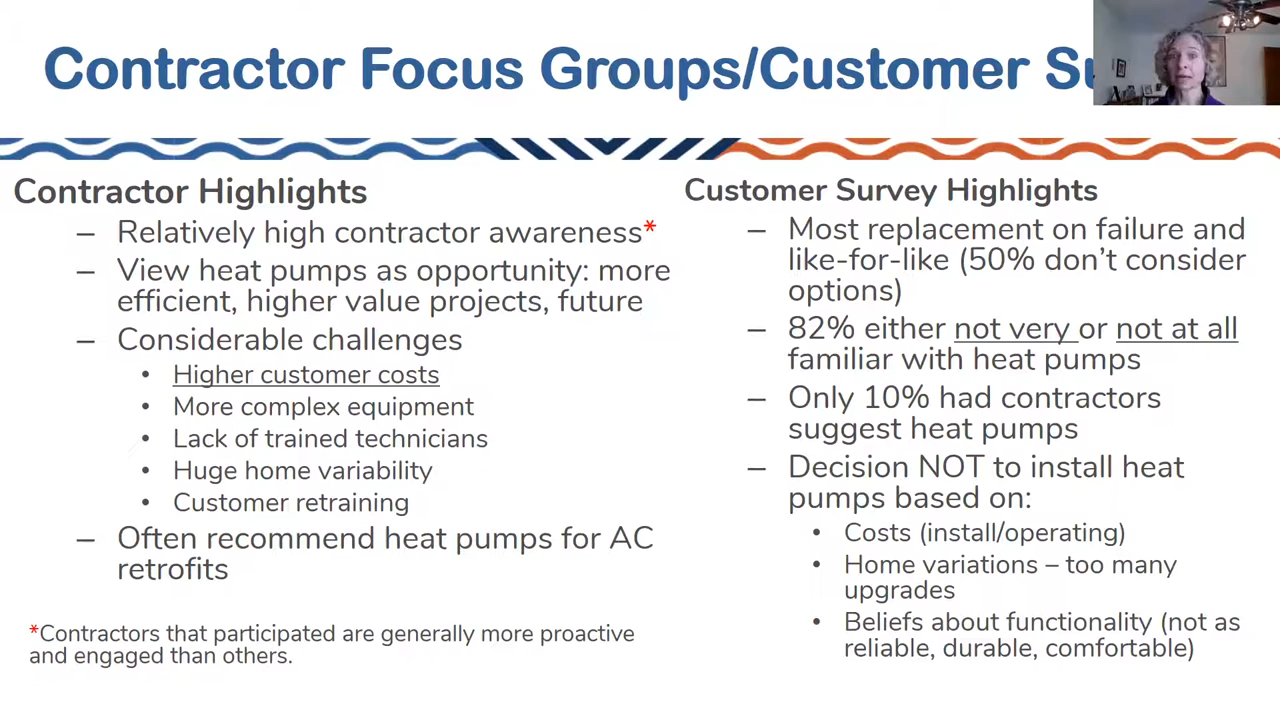 Contractor Focus Groups/Customer
Contractor Highlights
– Relatively high contractor awareness*
– View heat pumps as opportunity: more
efficient, higher value projects, future
– Considerable challenges
• Higher customer costs
• More complex equipment
• Lack of trained technicians
• Huge home variability
• Customer retraining
– Often recommend heat pumps for AC
retrofits
*Contractors that participated are generally more proactive
and engaged than others.
Customer Survey Highlights
– Most replacement on failure and
like-for-like (50% don’t consider
options)
– 82% either not very or not at all
familiar with heat pumps
– Only 10% had contractors
suggest heat pumps
– Decision NOT to install heat
pumps based on:
• Costs (install/operating)
• Home variations – too many
upgrades
• Beliefs about functionality (not as
reliable, durable, comfortable)